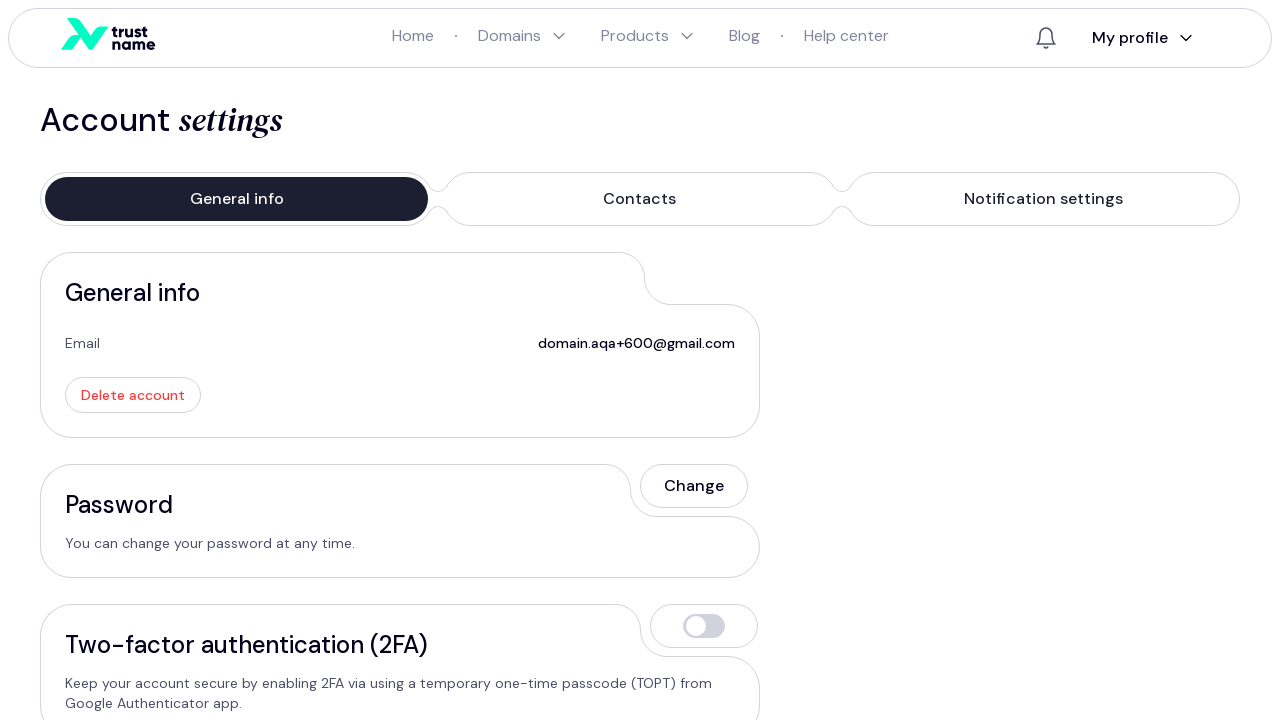 trust
name
Home · Domains Products Blog · Help center
My profile
Account settings
General info
Contacts
Notification settings
General info
Email
domain.aqa+600@gmail.com
Delete account
Password
Change
You can change your password at any time.
Two-factor authentication (2FA)
Keep your account secure by enabling 2FA via using a temporary one-time passcode (TOPT) from
Google Authenticator app.